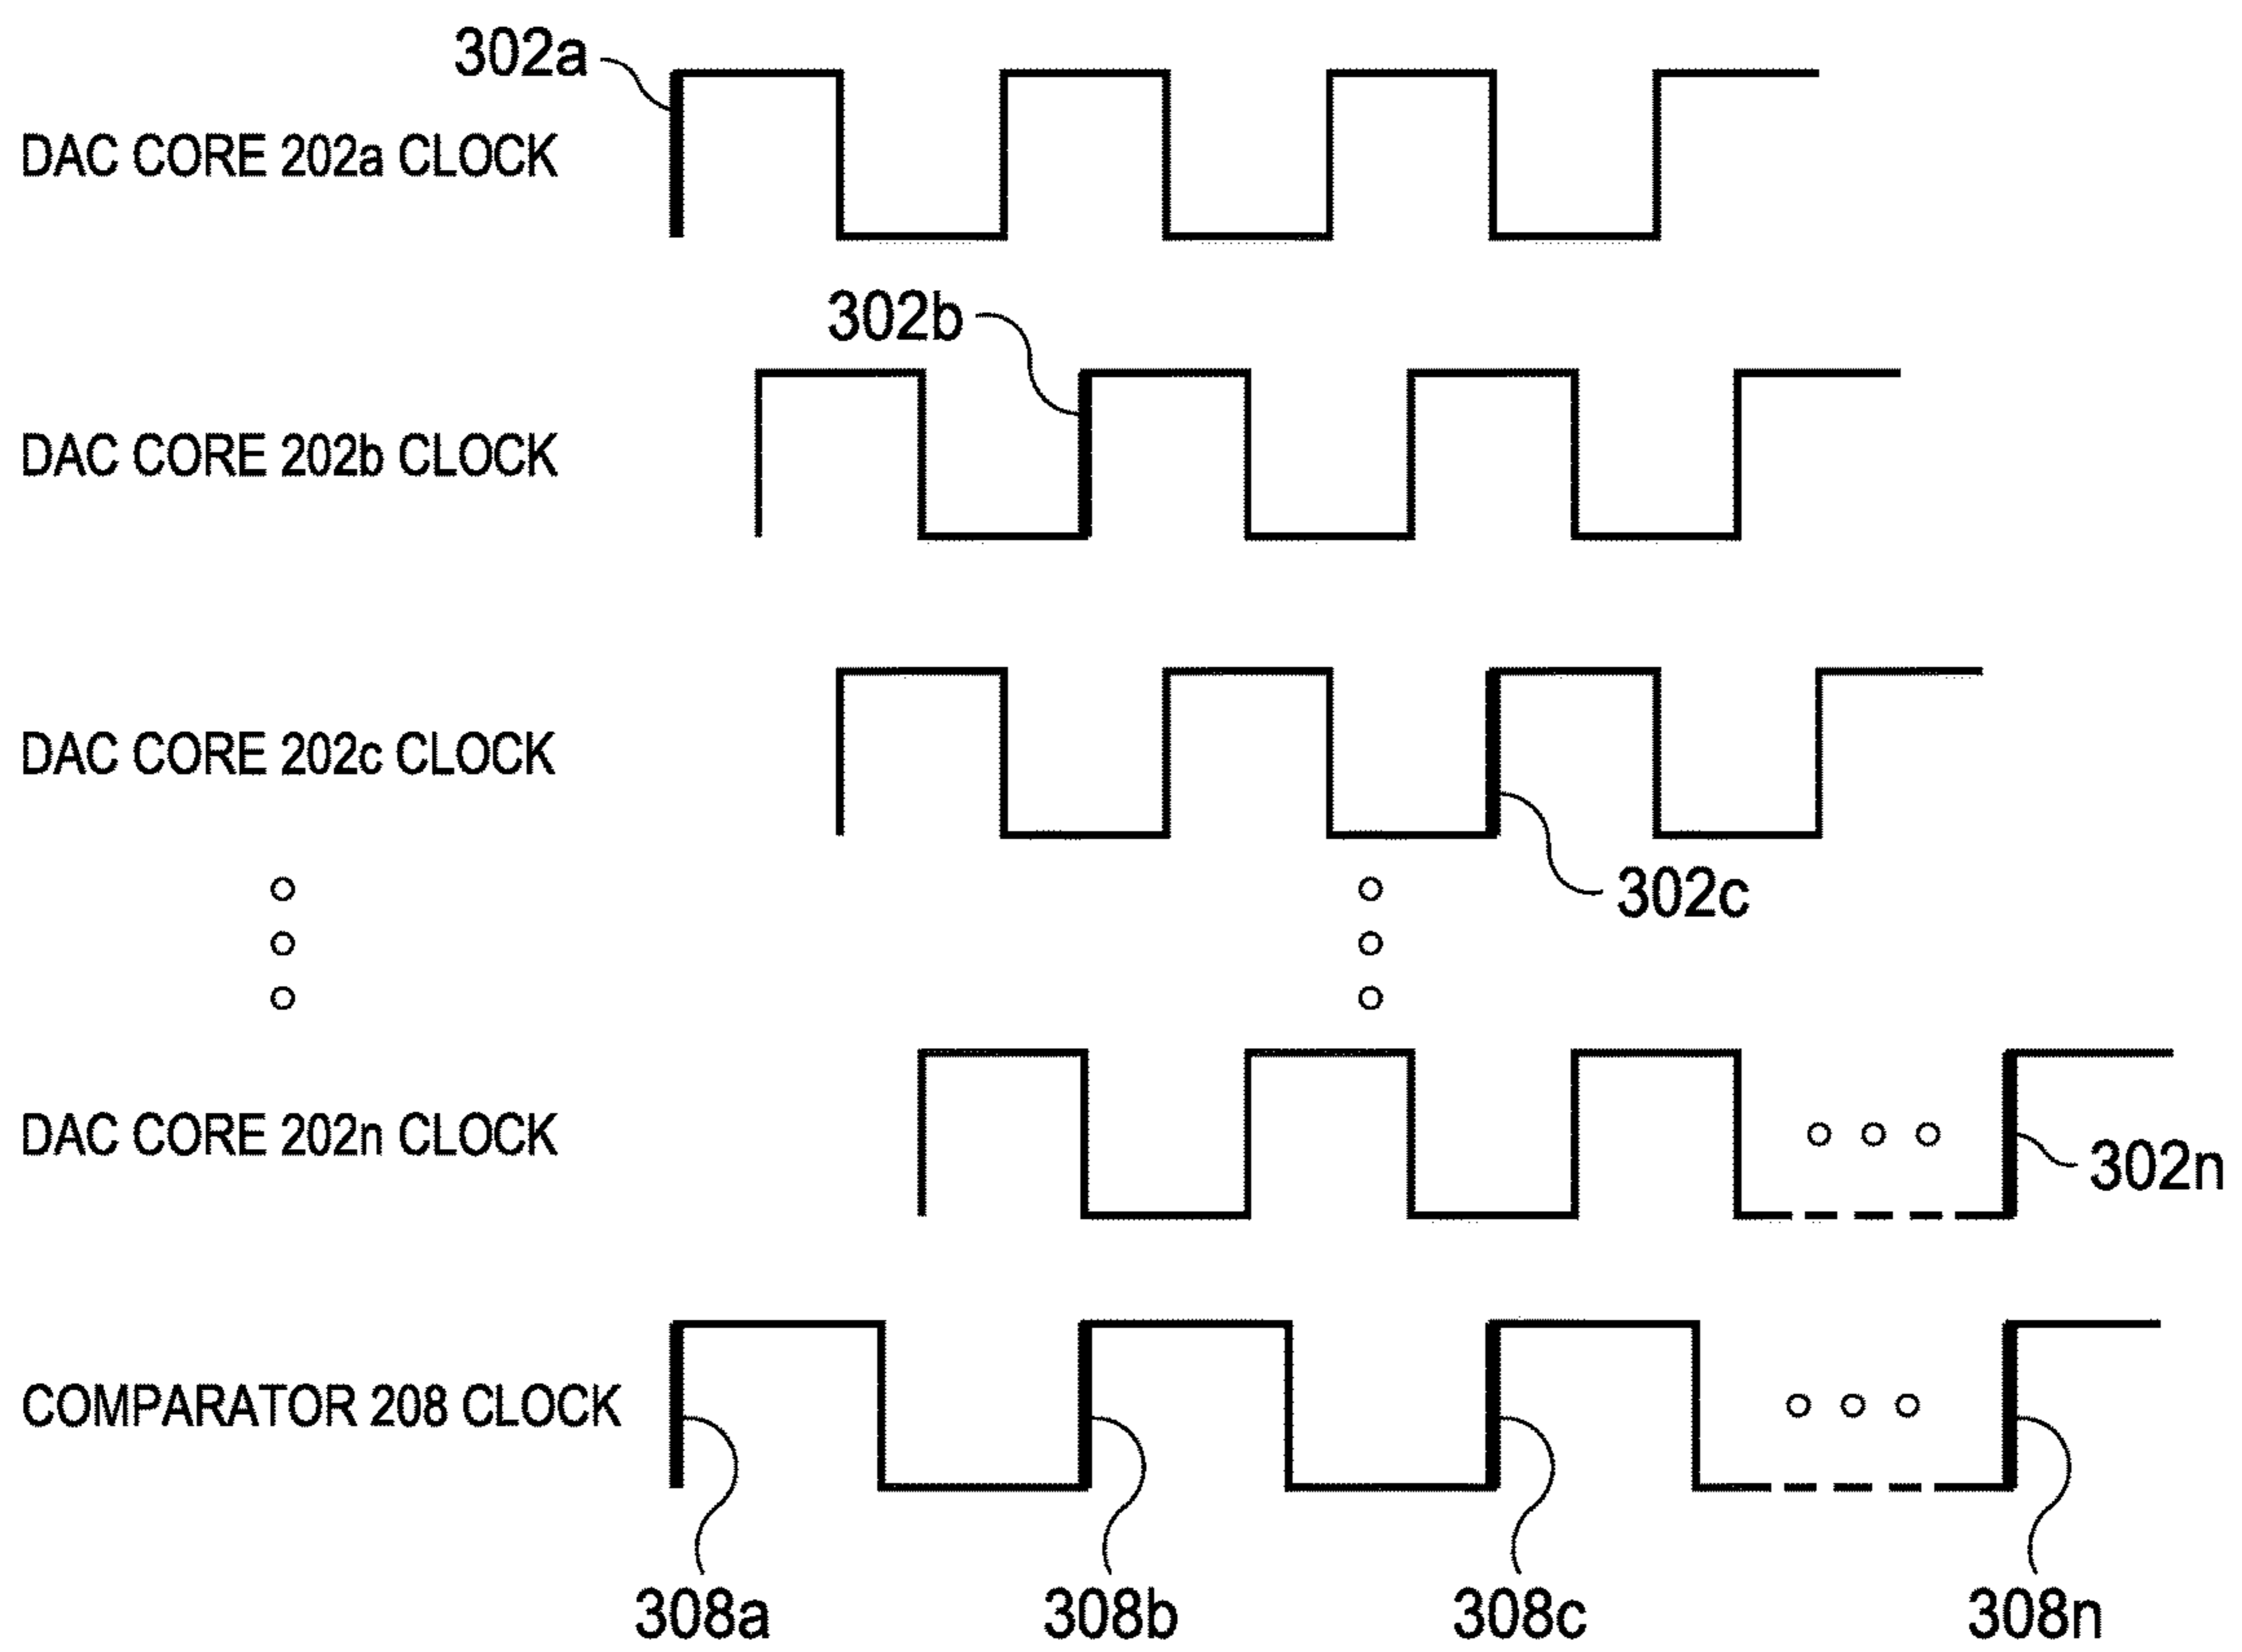 302a
DAC CORE 202a CLOCK
302b
DAC CORE 202b CLOCK
DAC CORE 202c CLOCK
302c
DAC CORE 202n CLOCK
302n
COMPARATOR 208 CLOCK
308a 308b 308c 308n